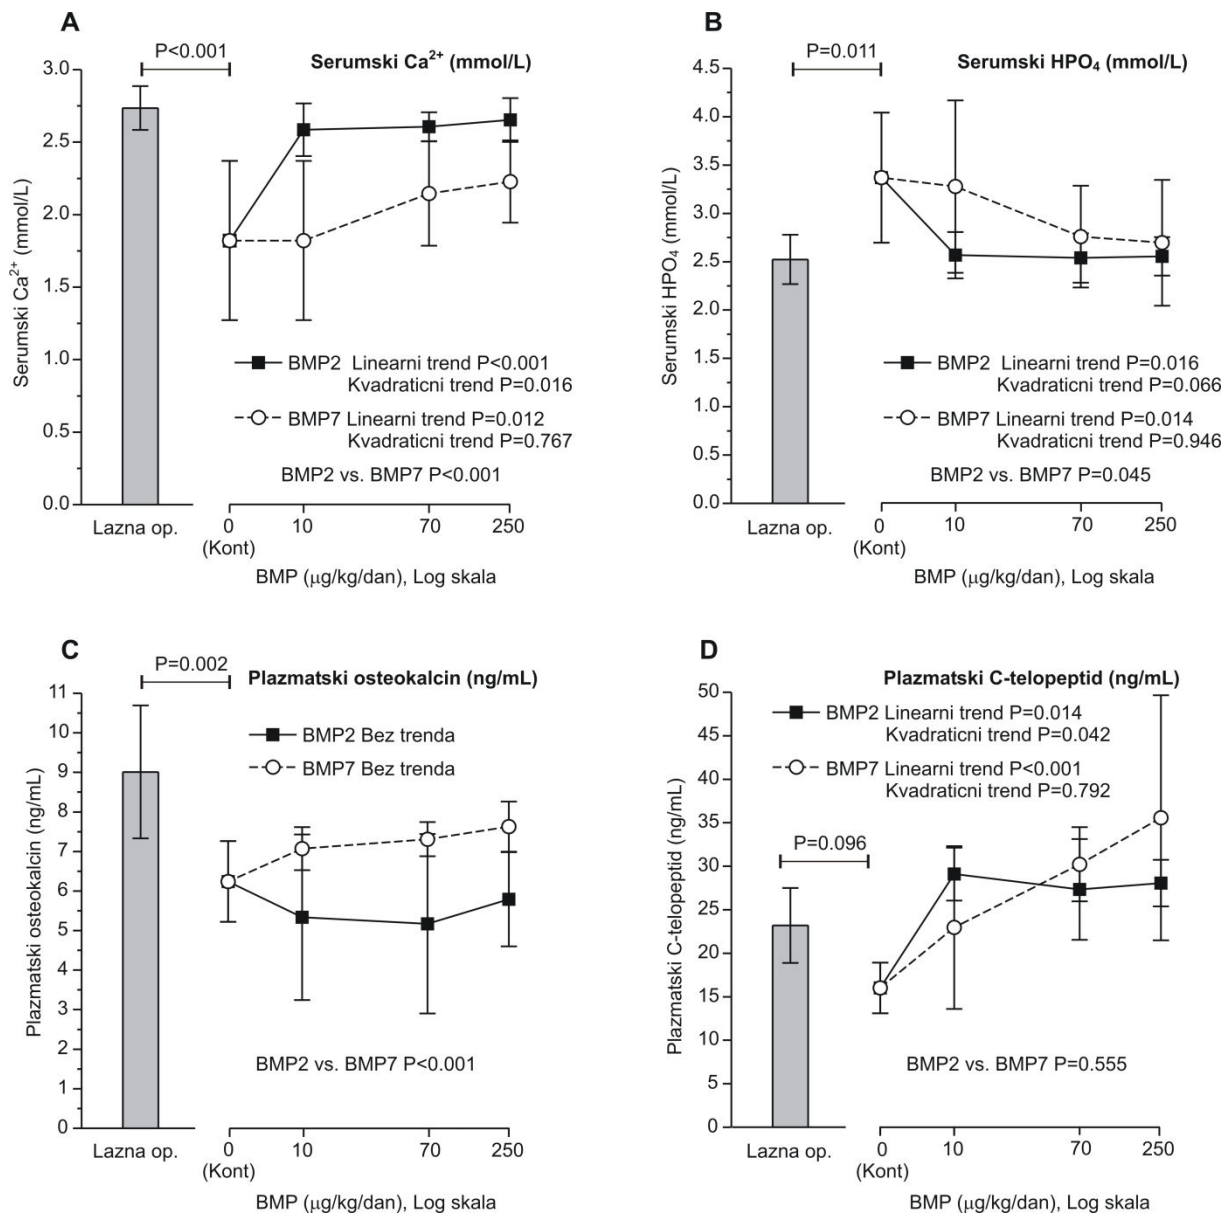 A
P<0.001
Serumski Ca²⁺ (mmol/L)
Serumski Ca²⁺ (mmol/L)
3.0
2.5
2.0
1.5
1.0
0.5
0.0
BMP2 Linearni trend P<0.001
Kvadraticni trend P=0.016
BMP7 Linearni trend P=0.012
Kvadraticni trend P=0.767
BMP2 vs. BMP7 P<0.001
Lazna op.
0 10 70 250
(Kont)
BMP (µg/kg/dan), Log skala
B
P=0.011
Serumski HPO₄ (mmol/L)
Serumski HPO₄ (mmol/L)
4.5
4.0
3.5
3.0
2.5
2.0
1.5
1.0
0.5
0.0
BMP2 Linearni trend P=0.016
Kvadraticni trend P=0.066
BMP7 Linearni trend P=0.014
Kvadraticni trend P=0.946
BMP2 vs. BMP7 P=0.045
Lazna op.
0 10 70 250
(Kont)
BMP (µg/kg/dan), Log skala
C
P=0.002
Plazmatski osteokalcin (ng/mL)
Plazmatski osteokalcin (ng/mL)
11
10
9
8
7
6
5
4
3
2
1
0
BMP2 Bez trenda
BMP7 Bez trenda
BMP2 vs. BMP7 P<0.001
Lazna op.
0 10 70 250
(Kont)
BMP (µg/kg/dan), Log skala
D
Plazmatski C-telopeptid (ng/mL)
Plazmatski C-telopeptid (ng/mL)
50
45
40
35
30
25
20
15
10
5
0
BMP2 Linearni trend P=0.014
Kvadraticni trend P=0.042
BMP7 Linearni trend P<0.001
Kvadraticni trend P=0.792
P=0.096
BMP2 vs. BMP7 P=0.555
Lazna op.
0 10 70 250
(Kont)
BMP (µg/kg/dan), Log skala